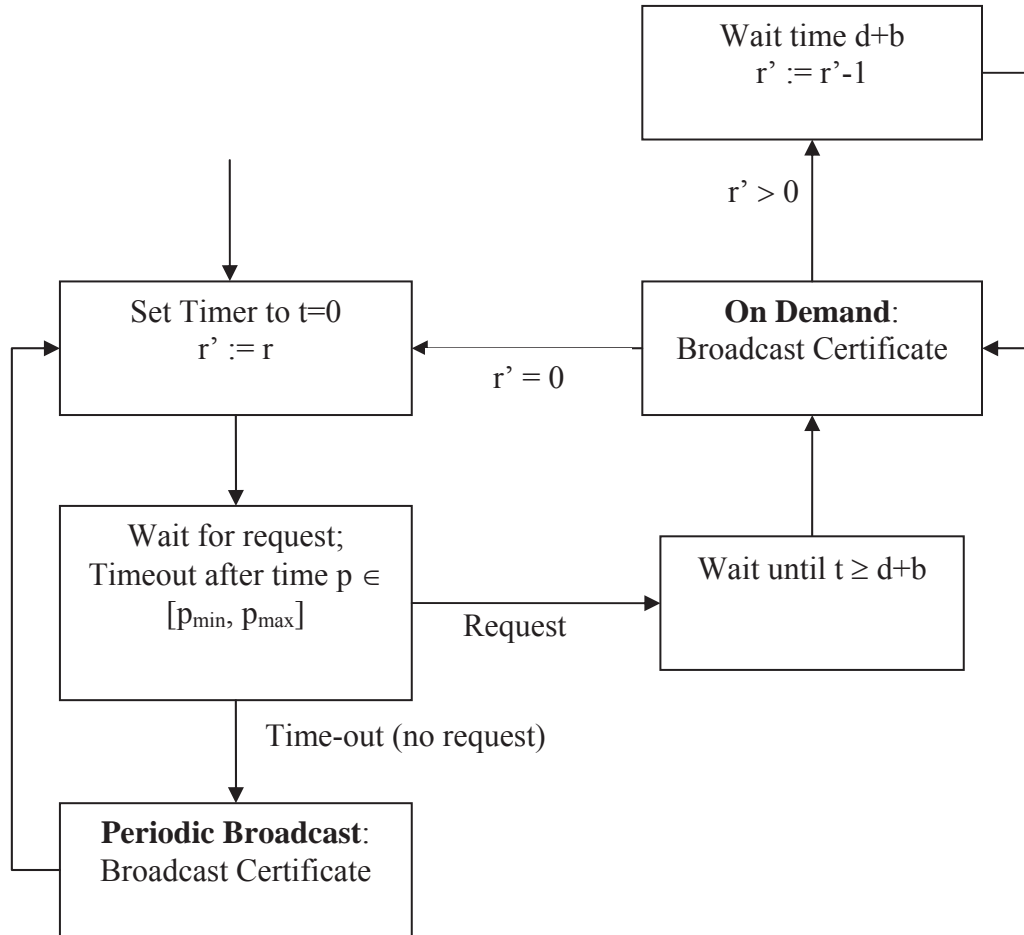 Wait time d+b
r’ := r’-1
r’ > 0
Set Timer to t=0
r’ := r
On Demand:
Broadcast Certificate
r’ = 0
Wait for request;
Timeout after time p ∈
[pmin, pmax]
Wait until t ≥ d+b
Request
Time-out (no request)
Periodic Broadcast:
Broadcast Certificate